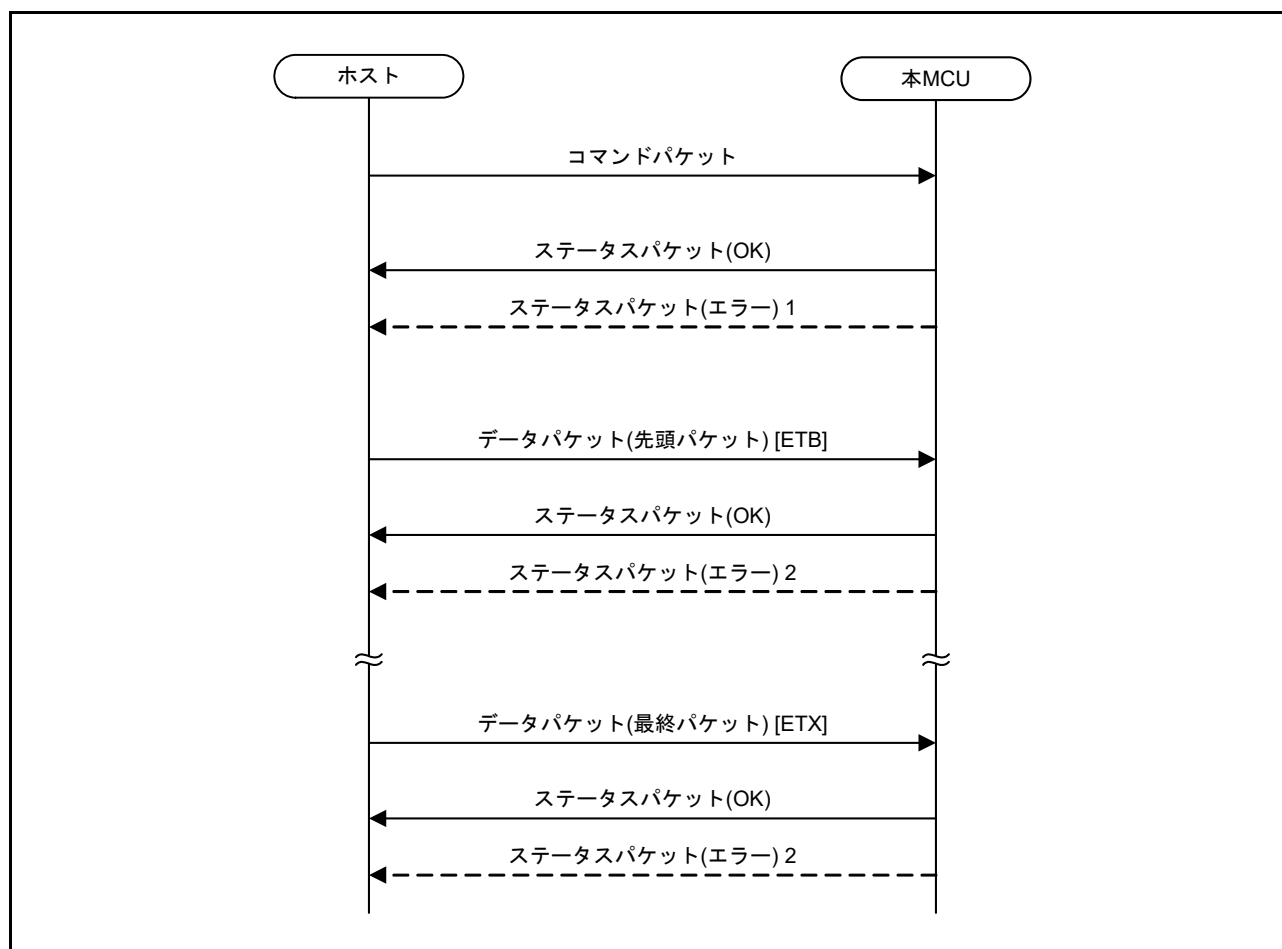 ホスト
本MCU
コマンドパケット
ステータスパケット(OK)
ステータスパケット(エラー) 1
データパケット(先頭パケット) [ETB]
ステータスパケット(OK)
ステータスパケット(エラー) 2
データパケット(最終パケット) [ETX]
ステータスパケット(OK)
ステータスパケット(エラー) 2